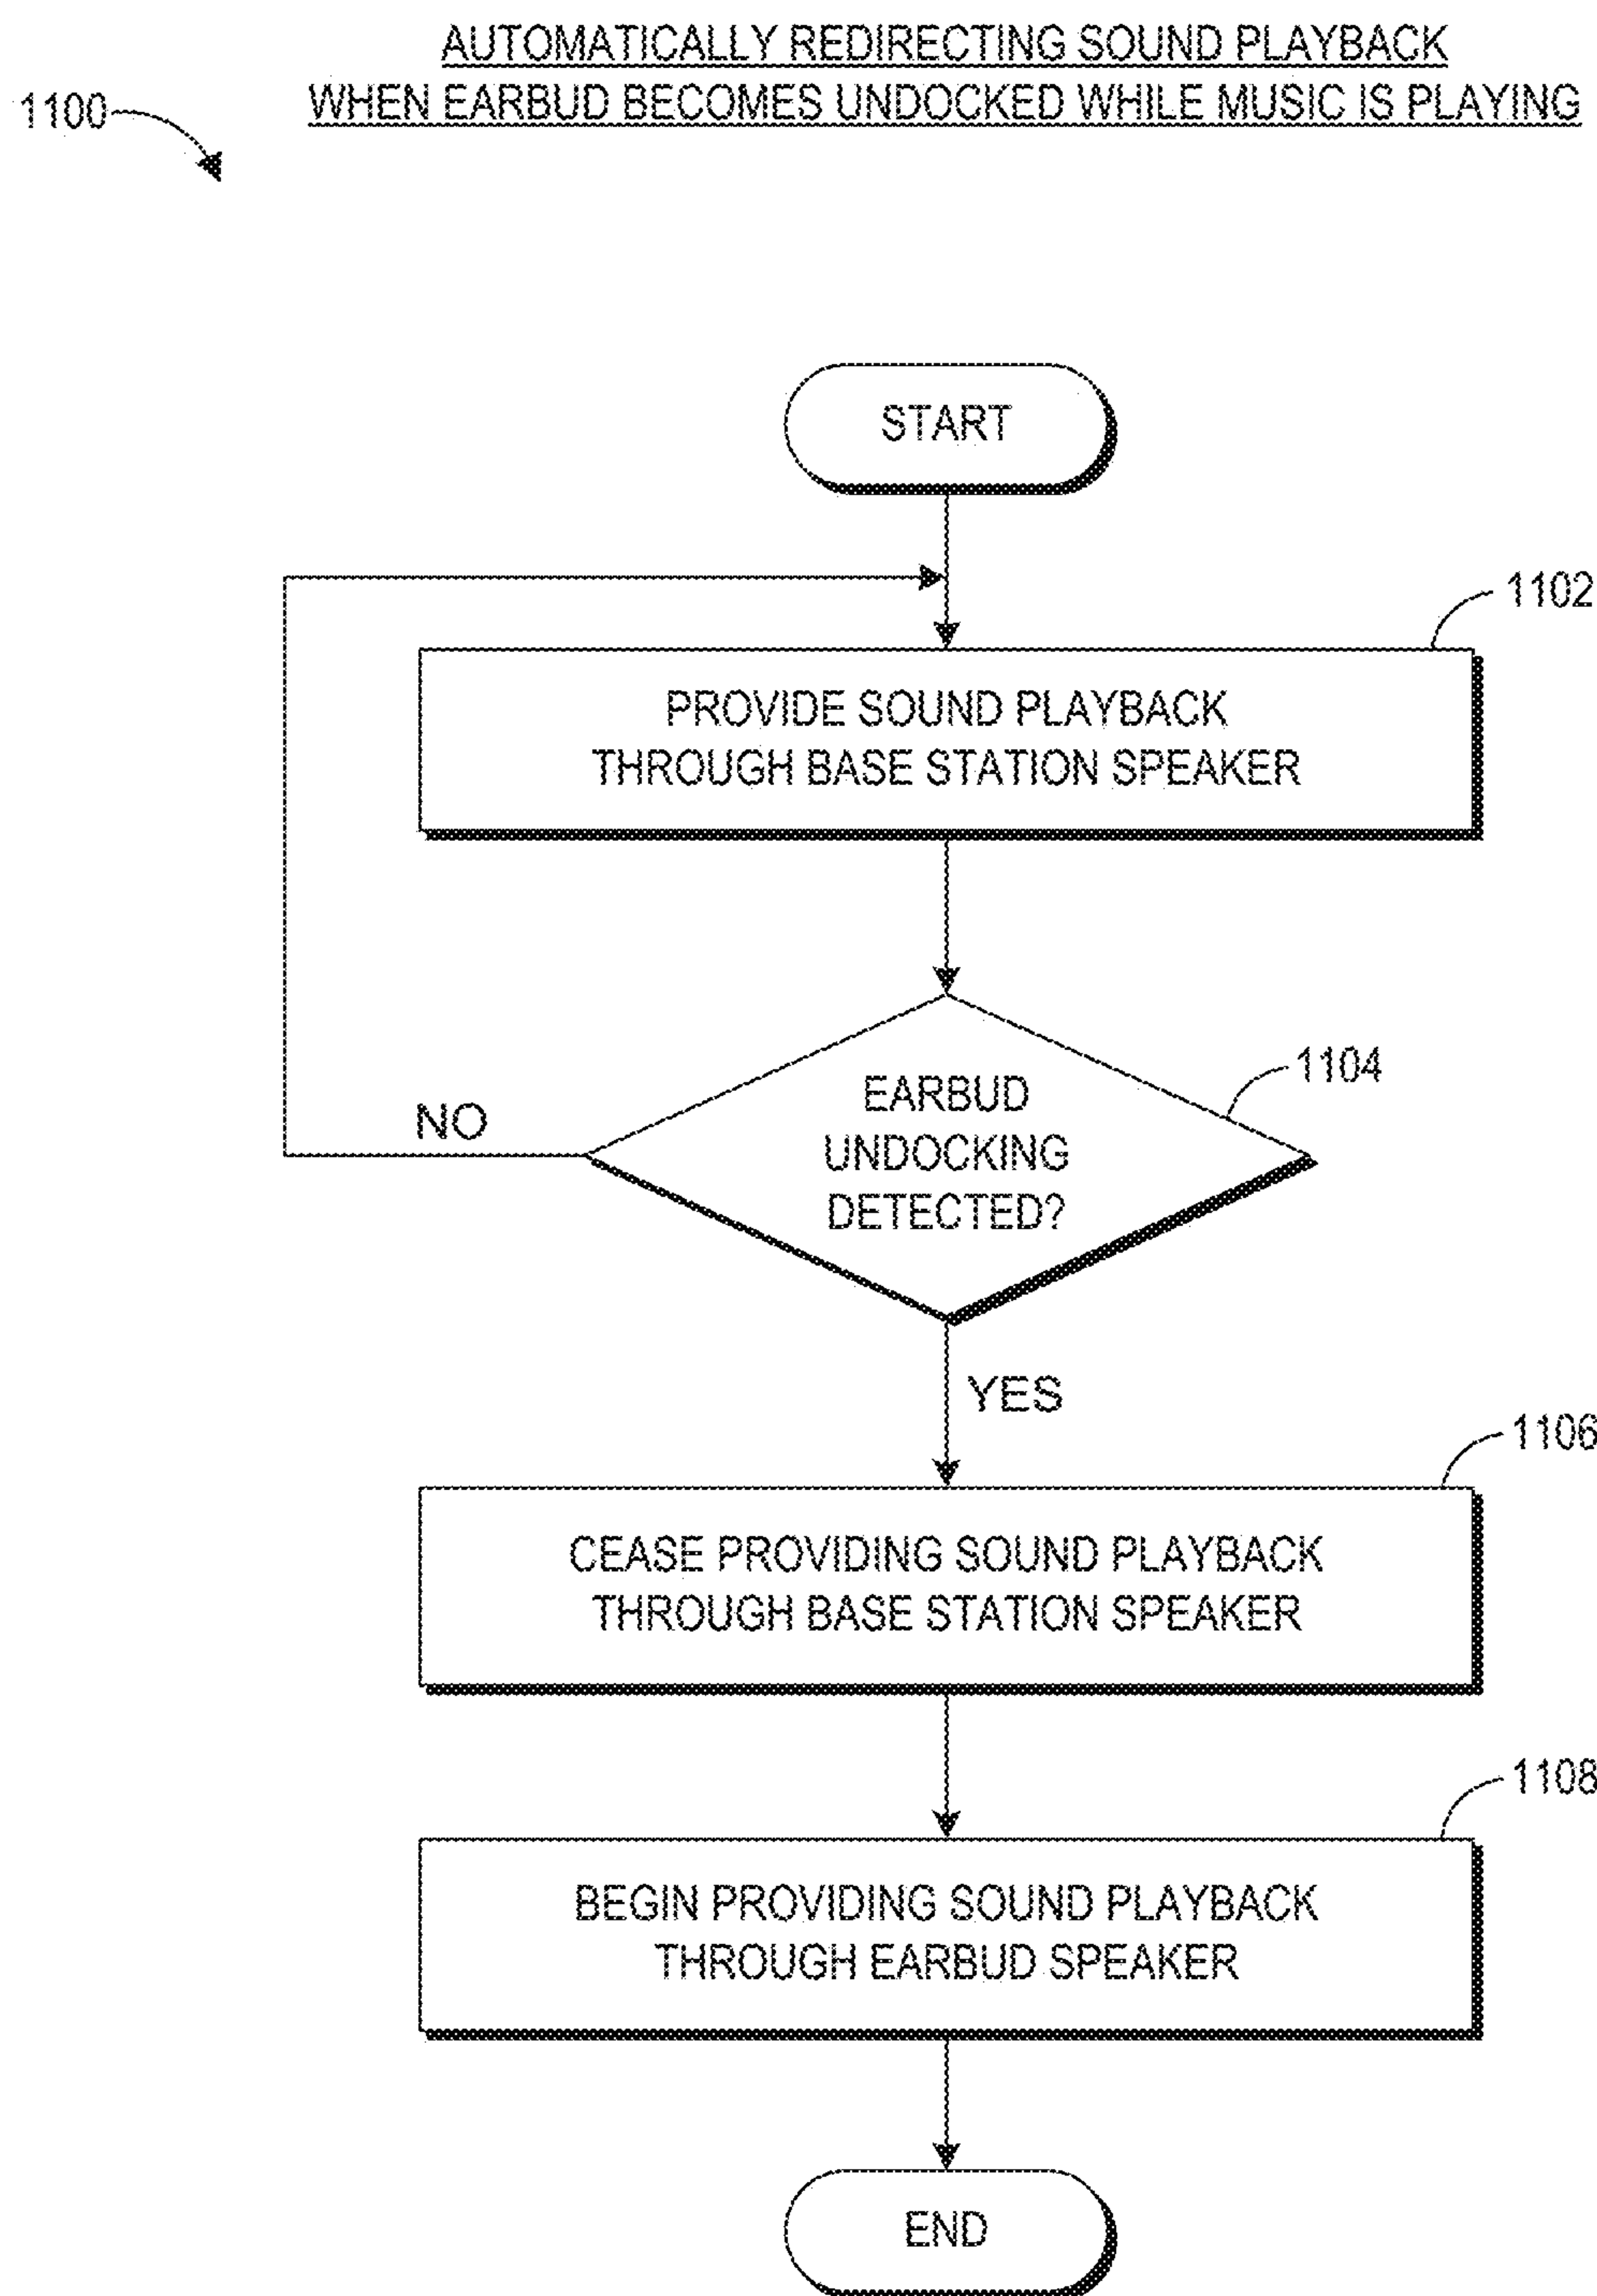 AUTOMATICALLY REDIRECTING SOUND PLAYBACK
WHEN EARBUD BECOMES UNDOCKED WHILE MUSIC IS PLAYING
1100
START
1102
PROVIDE SOUND PLAYBACK
THROUGH BASE STATION SPEAKER
1104
EARBUD
UNDOCKING
DETECTED?
NO
YES
1106
CEASE PROVIDING SOUND PLAYBACK
THROUGH BASE STATION SPEAKER
1108
BEGIN PROVIDING SOUND PLAYBACK
THROUGH EARBUD SPEAKER
END